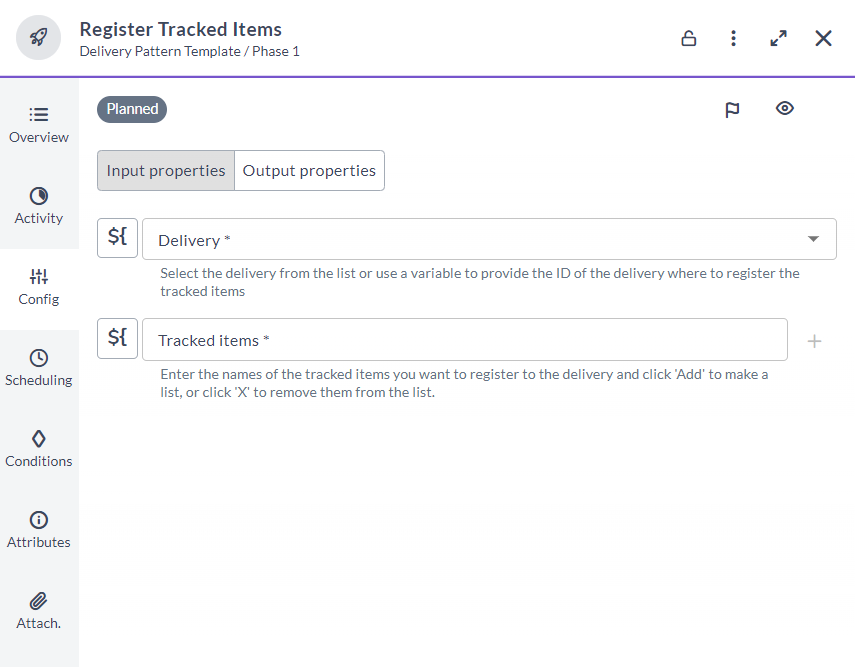 Register Tracked Items
Delivery Pattern Template / Phase 1
Overview
Activity
Config
Scheduling
Conditions
Attributes
Attach.
Planned
Input properties
Output properties
${
Delivery *
Select the delivery from the list or use a variable to provide the ID of the delivery where to register the
tracked items
${
Tracked items *
Enter the names of the tracked items you want to register to the delivery and click 'Add' to make a
list, or click 'X' to remove them from the list.